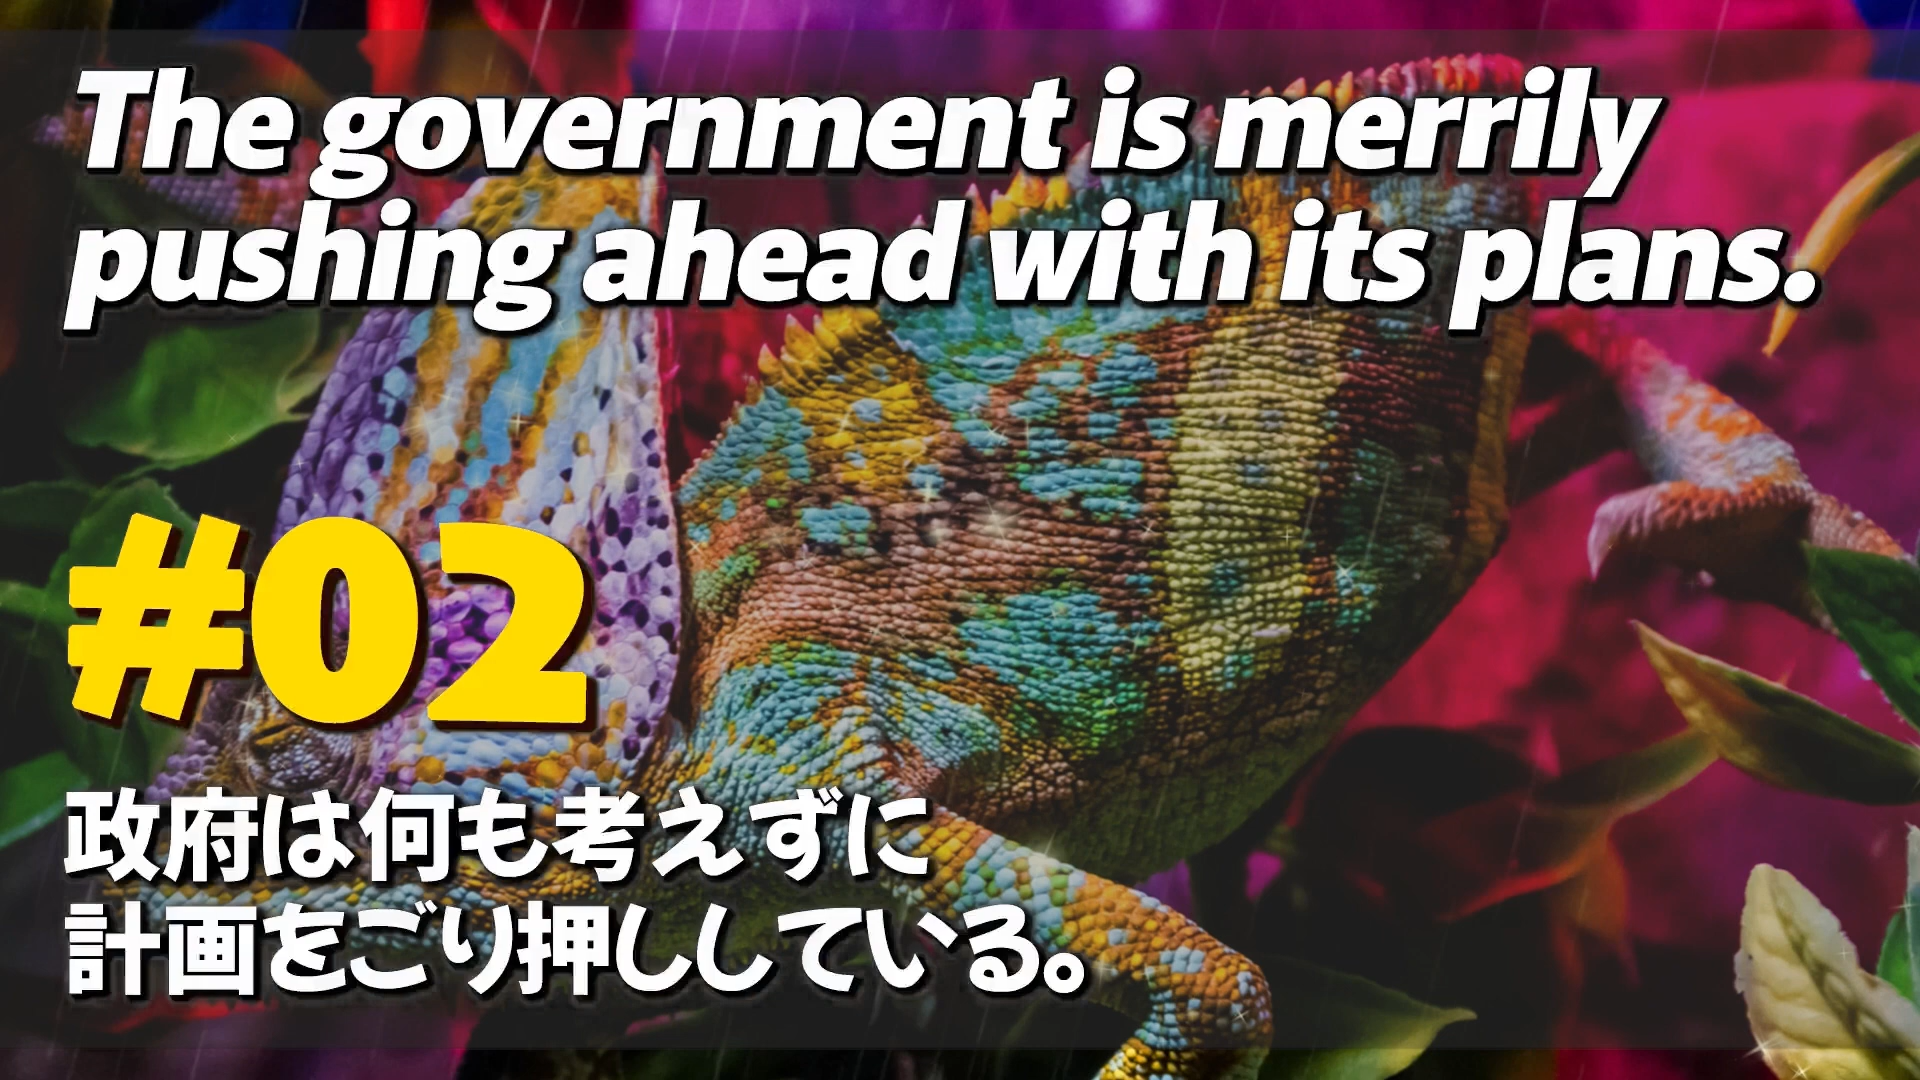 The government is merrily
pushing ahead with its plans.
#02
政府は何も考えずに
計画をごり押ししている。